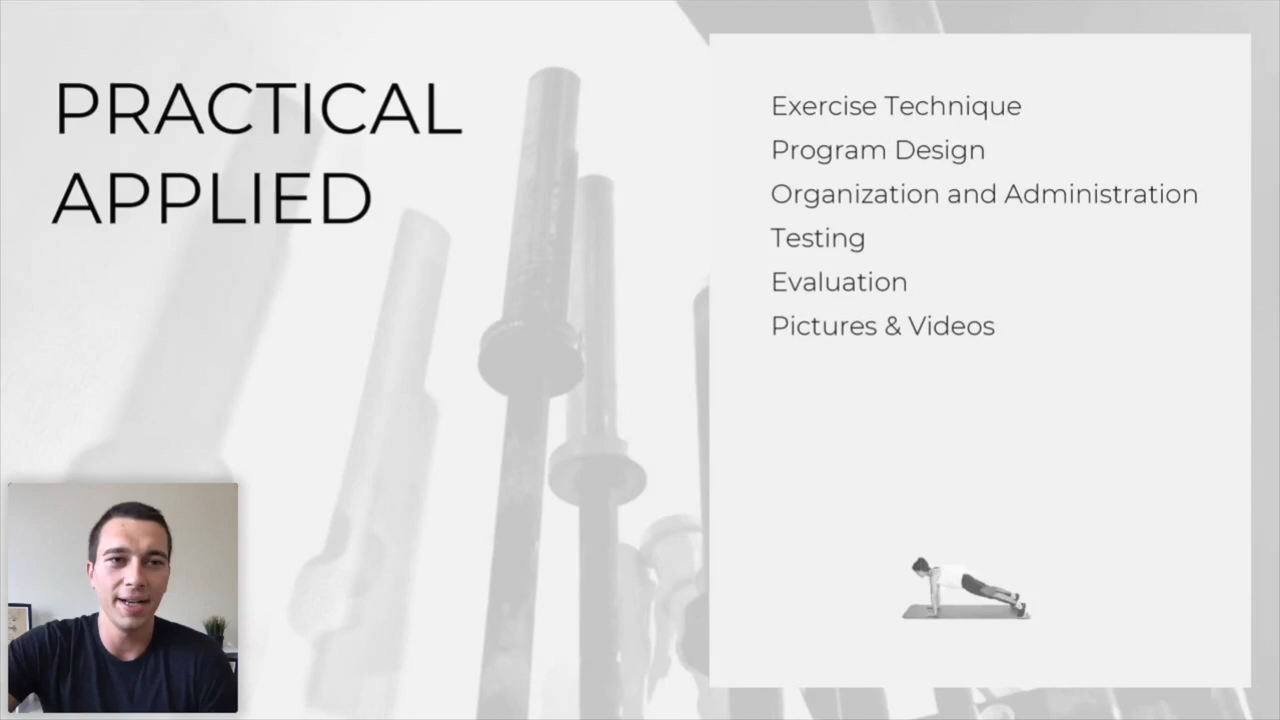 PRACTICAL
APPLIED
Exercise Technique
Program Design
Organization and Administration
Testing
Evaluation
Pictures & Videos